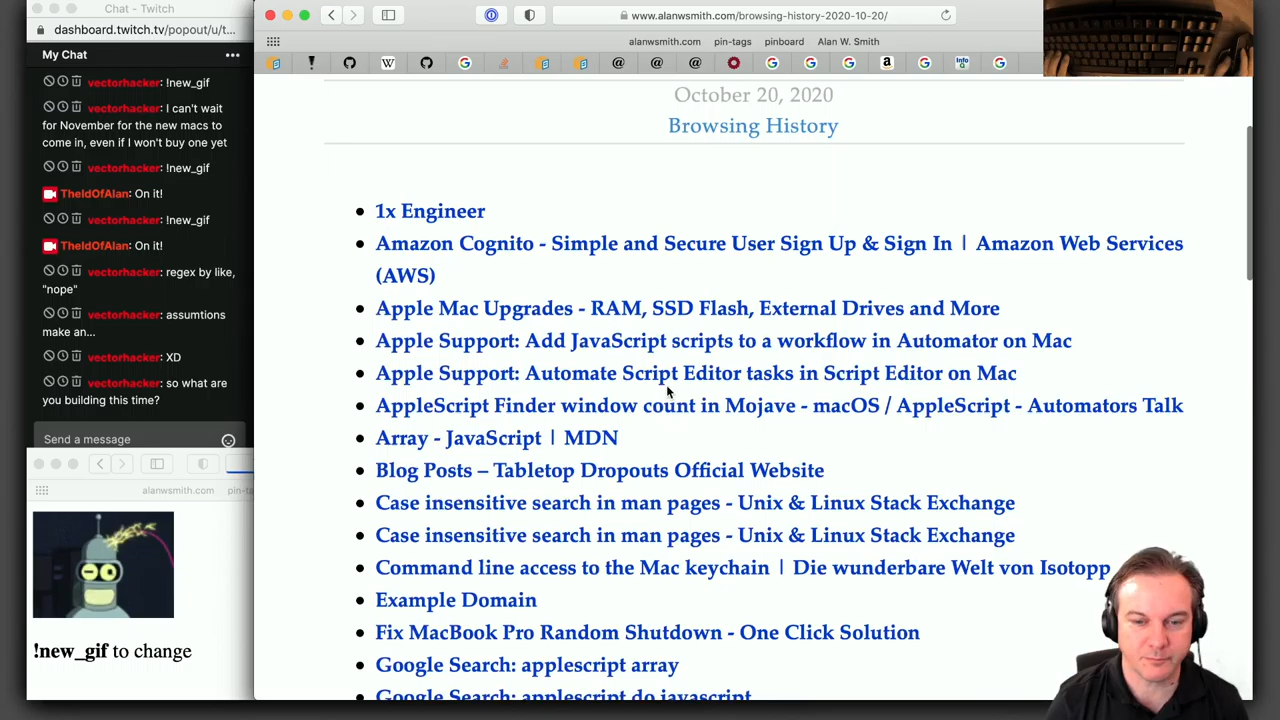 Chat - Twitch
dashboard.twitch.tv/popout/u/t...
My Chat
vectorhacker: !new_gif
vectorhacker: I can't wait
for November for the new macs to
come in, even if I won't buy one yet
vectorhacker: !new_gif
TheIdOfAlan: On it!
vectorhacker: !new_gif
TheIdOfAlan: On it!
vectorhacker: regex by like,
"nope"
vectorhacker: assumtions
make an...
vectorhacker: XD
vectorhacker: so what are
you building this time?
Send a message
alanwsmith.com pin-ta
!new_gif to change
www.alanwsmith.com/browsing-history-2020-10-20/
alanwsmith.com pin-tags pinboard Alan W. Smith
October 20, 2020
Browsing History
1x Engineer
Amazon Cognito - Simple and Secure User Sign Up & Sign In | Amazon Web Services
(AWS)
Apple Mac Upgrades - RAM, SSD Flash, External Drives and More
Apple Support: Add JavaScript scripts to a workflow in Automator on Mac
Apple Support: Automate Script Editor tasks in Script Editor on Mac
AppleScript Finder window count in Mojave - macOS / AppleScript - Automators Talk
Array - JavaScript | MDN
Blog Posts – Tabletop Dropouts Official Website
Case insensitive search in man pages - Unix & Linux Stack Exchange
Case insensitive search in man pages - Unix & Linux Stack Exchange
Command line access to the Mac keychain | Die wunderbare Welt von Isotopp
Example Domain
Fix MacBook Pro Random Shutdown - One Click Solution
Google Search: applescript array
Google Search: applescript do javascript